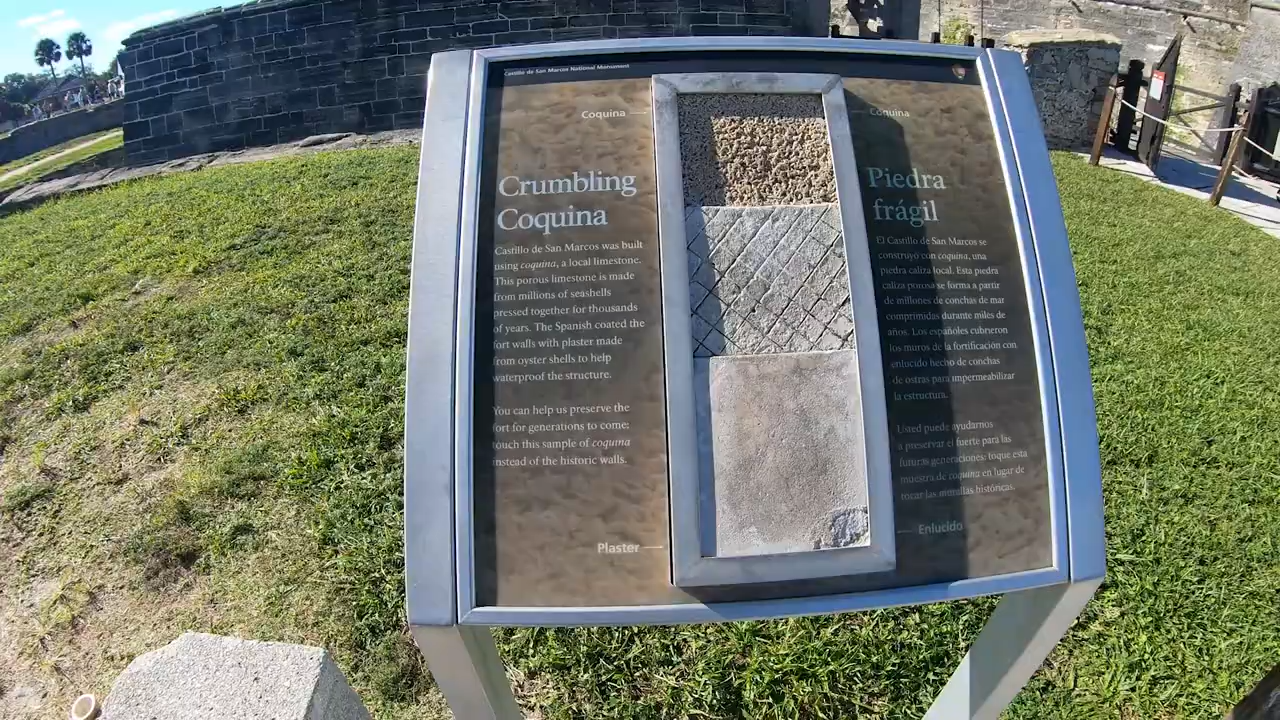 Castillo de San Marcos National Monument
Coquina
Crumbling
Coquina
Castillo de San Marcos was built
using coquina, a local limestone.
This porous limestone is made
from millions of seashells
pressed together for thousands
of years. The Spanish coated the
fort walls with plaster made
from oyster shells to help
waterproof the structure.
You can help us preserve the
fort for generations to come:
touch this sample of coquina
instead of the historic walls.
Plaster
Coquina
Piedra
frágil
El Castillo de San Marcos se
construyó con coquina, una
piedra caliza local. Esta piedra
caliza porosa se forma a partir
de millones de conchas de mar
comprimidas durante miles de
años. Los españoles cubrieron
los muros de la fortificación con
enlucido hecho de conchas
de ostras para impermeabilizar
la estructura.
Usted puede ayudarnos
a preservar el fuerte para las
futuras generaciones: toque esta
muestra de coquina en lugar de
tocar las murallas históricas.
Enlucido